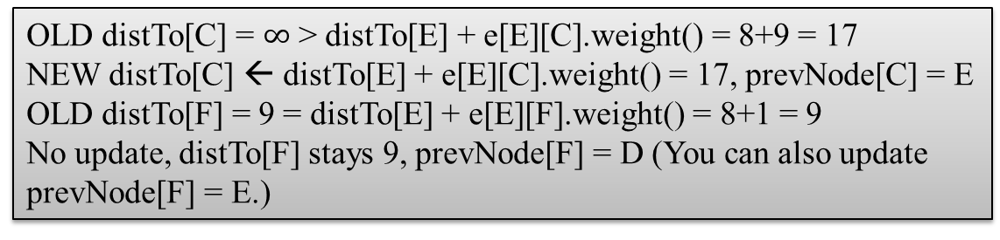 OLD distTo[C] = ∞ > distTo[E] + e[E][C].weight() = 8+9 = 17
NEW distTo[C] ← distTo[E] + e[E][C].weight() = 17, prevNode[C] = E
OLD distTo[F] = 9 = distTo[E] + e[E][F].weight() = 8+1 = 9
No update, distTo[F] stays 9, prevNode[F] = D (You can also update
prevNode[F] = E.)